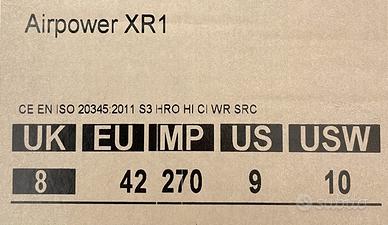 Airpower XR1
CE EN ISO 20345:2011 S3 HRO HI CI WR SRC
UK EU MP US USW
8 42 270 9 10
subito